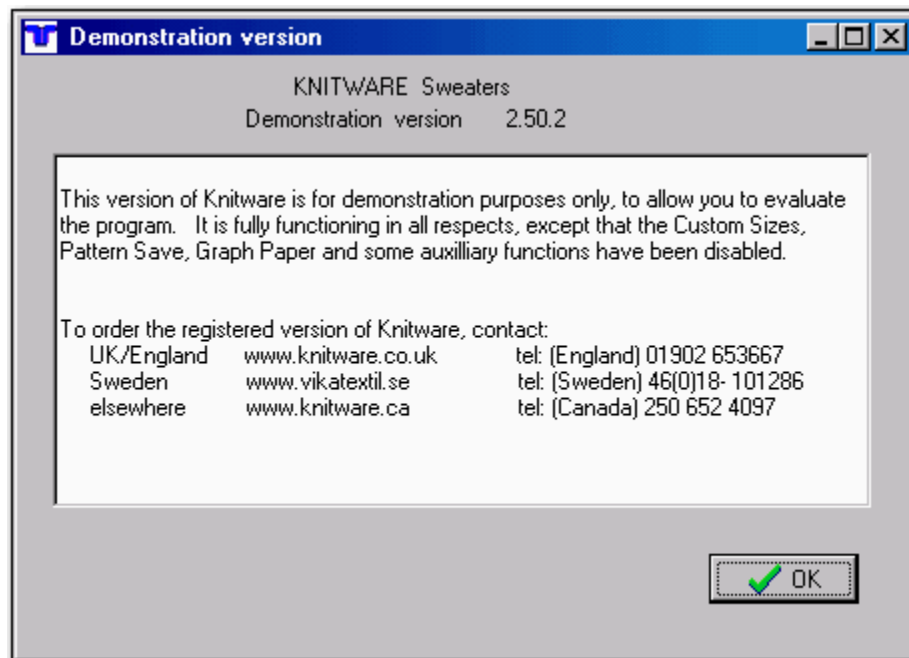 Demonstration version
KNITWARE Sweaters
Demonstration version 2.50.2
This version of Knitware is for demonstration purposes only, to allow you to evaluate
the program. It is fully functioning in all respects, except that the Custom Sizes,
Pattern Save, Graph Paper and some auxilliary functions have been disabled.
To order the registered version of Knitware, contact:
UK/England www.knitware.co.uk tel: (England) 01902 653667
Sweden www.vikatextil.se tel: (Sweden) 46(0)18- 101286
elsewhere www.knitware.ca tel: (Canada) 250 652 4097
OK